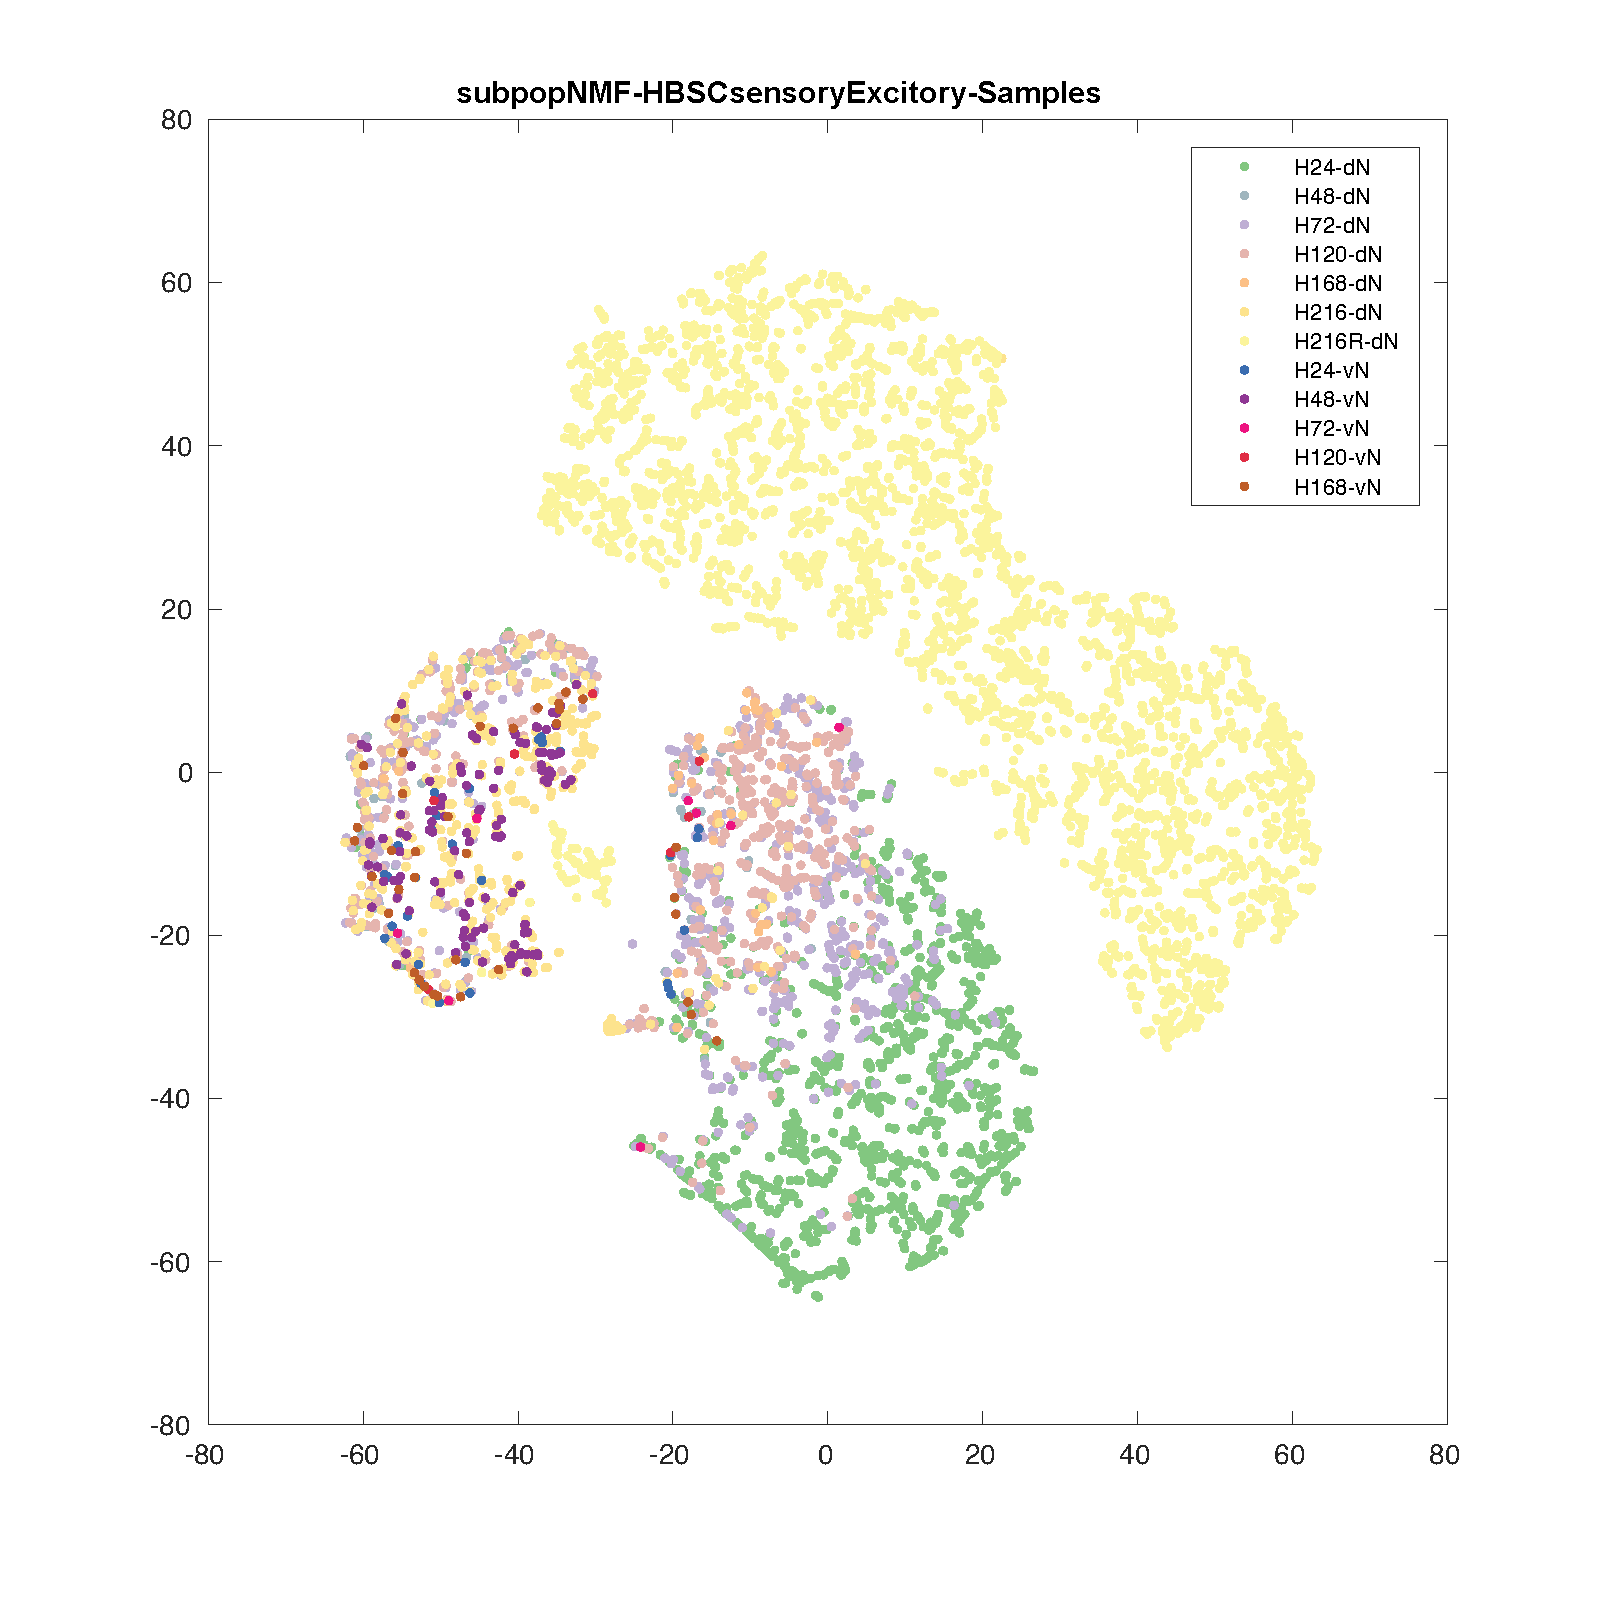 subpopNMF-HBSCsensoryExcitory-Samples
80
60
40
20
0
-20
-40
-60
-80
-80 -60 -40 -20 0 20 40 60 80
H24-dN
H48-dN
H72-dN
H120-dN
H168-dN
H216-dN
H216R-dN
H24-vN
H48-vN
H72-vN
H120-vN
H168-vN